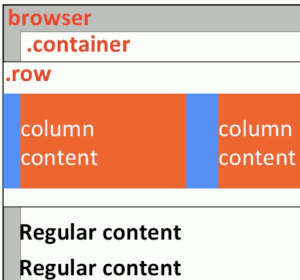 browser
.container
.row
column column
content content
Regular content
Regular content